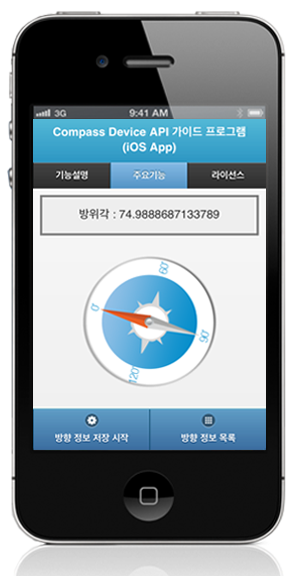 3G 9:41 AM
Compass Device API 가이드 프로그램
(iOS App)
기능설명 주요기능 라이선스
방위각 : 74.9888687133789
60°
0°
90°
120°
방향 정보 저장 시작 방향 정보 목록